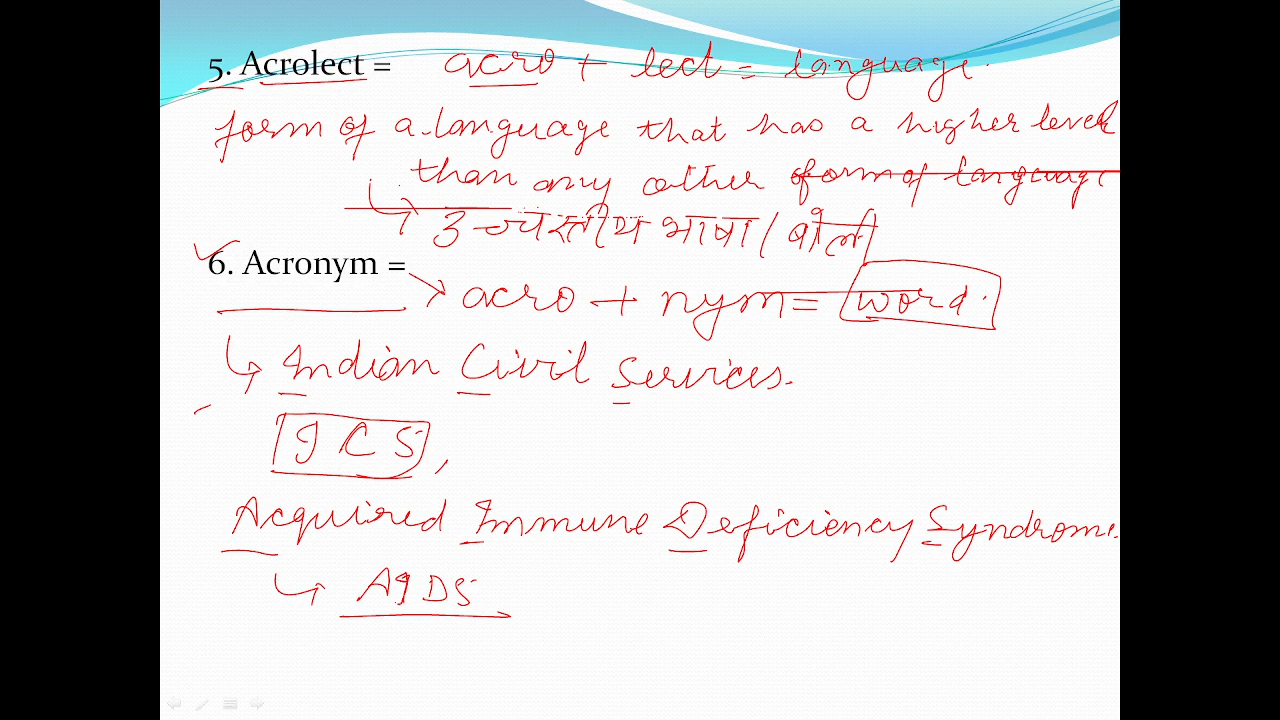 5. Acrolect = acro + lect = language.
form of a language that has a higher level
than any other form of language
उच्चस्तरीय भाषा/बोली
6. Acronym =
acro + nym = word.
Indian Civil Services.
ICS,
Acquired Immune Deficiency Syndrome.
AIDS